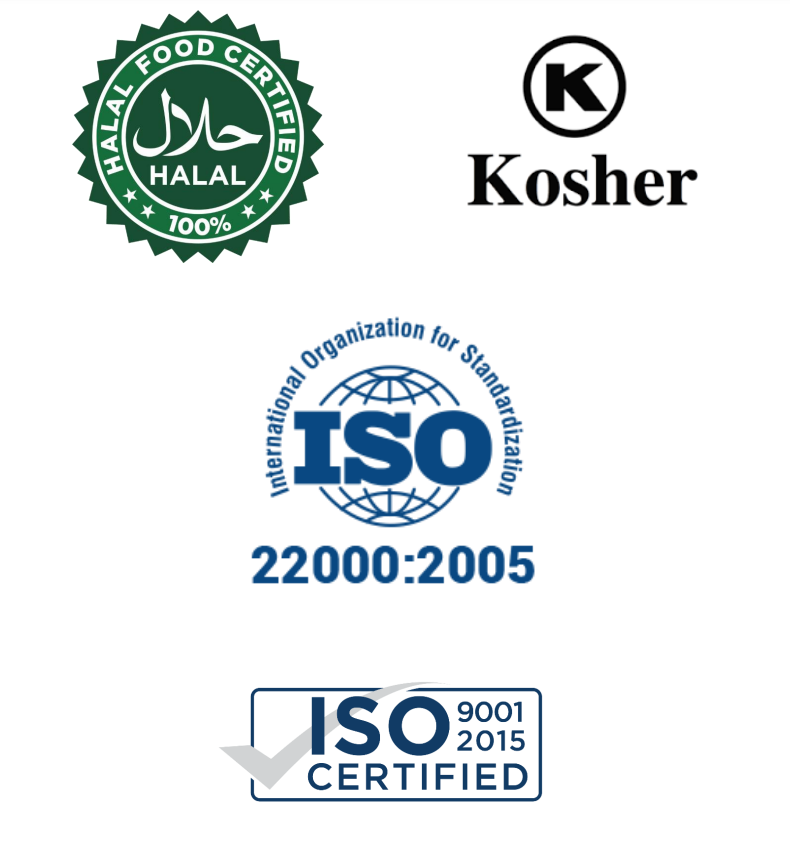 HALAL FOOD CERTIFIED
حلال
HALAL
100%
K
Kosher
International Organization for Standardization
ISO
22000:2005
ISO 9001
2015
CERTIFIED